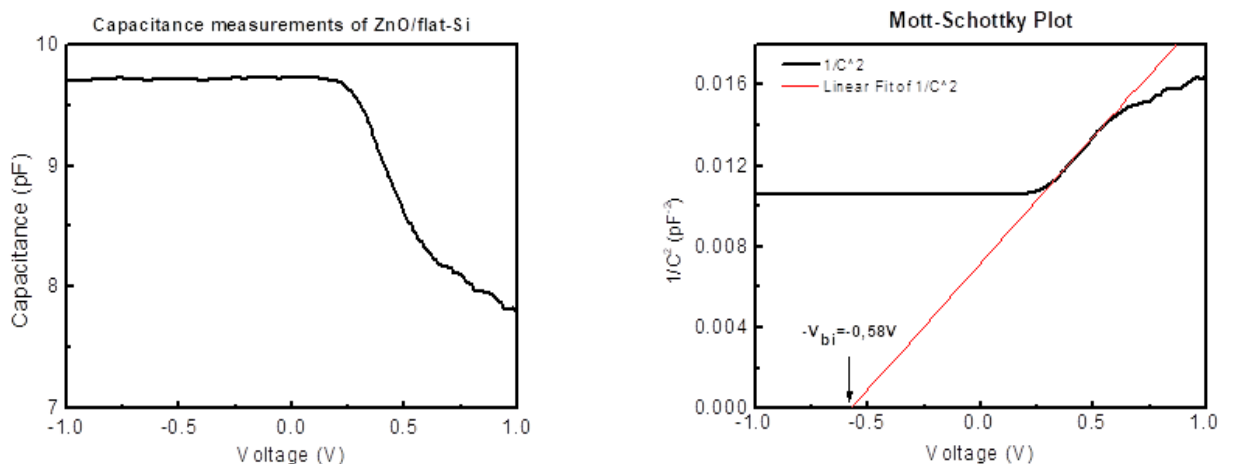 Capacitance measurements of ZnO/flat-Si
10
9
8
7
Capacitance (pF)
-1.0 -0.5 0.0 0.5 1.0
Voltage (V)
Mott-Schottky Plot
1/C^2
Linear Fit of 1/C^2
0.016
0.012
0.008
0.004
0.000
1/C² (pF⁻²)
-Vbi=-0,58V
-1.0 -0.5 0.0 0.5 1.0
Voltage (V)